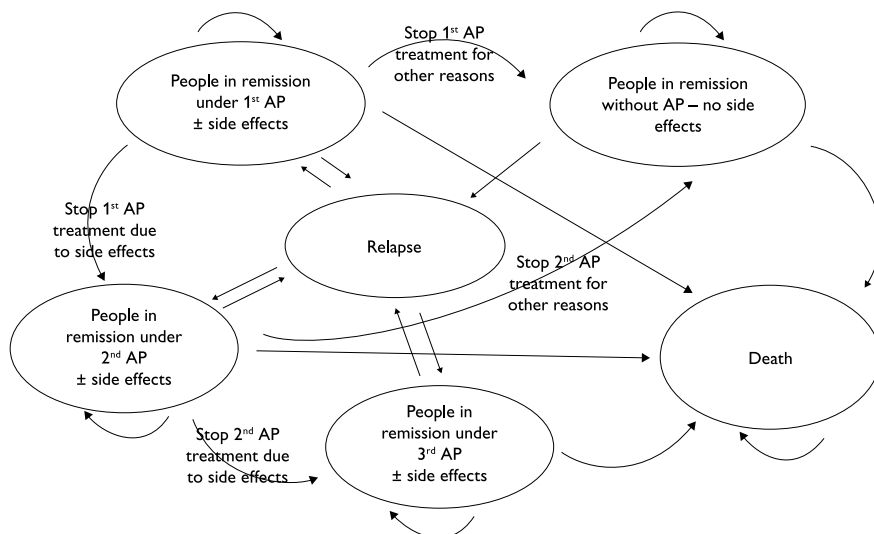 Stop 1st AP
treatment for
other reasons
People in remission
under 1st AP
± side effects
People in remission
without AP – no side
effects
Stop 1st AP
treatment due
to side effects
Relapse
Stop 2nd AP
treatment for
other reasons
People in
remission under
2nd AP
± side effects
Death
People in
remission under
3rd AP
± side effects
Stop 2nd AP
treatment due
to side effects